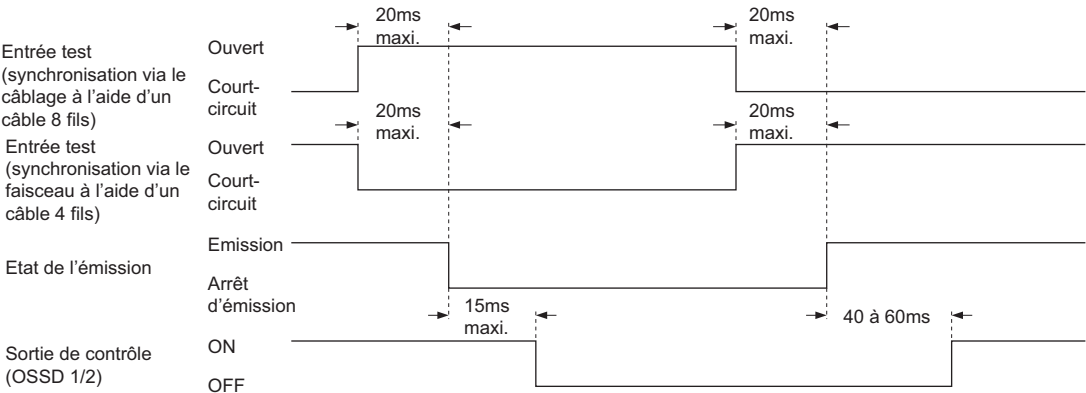 20ms
maxi.
20ms
maxi.
Entrée test
(synchronisation via le
câblage à l'aide d'un
câble 8 fils)
Ouvert
Court-
circuit
20ms
maxi.
20ms
maxi.
Entrée test
(synchronisation via le
faisceau à l'aide d'un
câble 4 fils)
Ouvert
Court-
circuit
Etat de l'émission
Emission
Arrêt
d'émission
15ms
maxi.
40 à 60ms
Sortie de contrôle
(OSSD 1/2)
ON
OFF